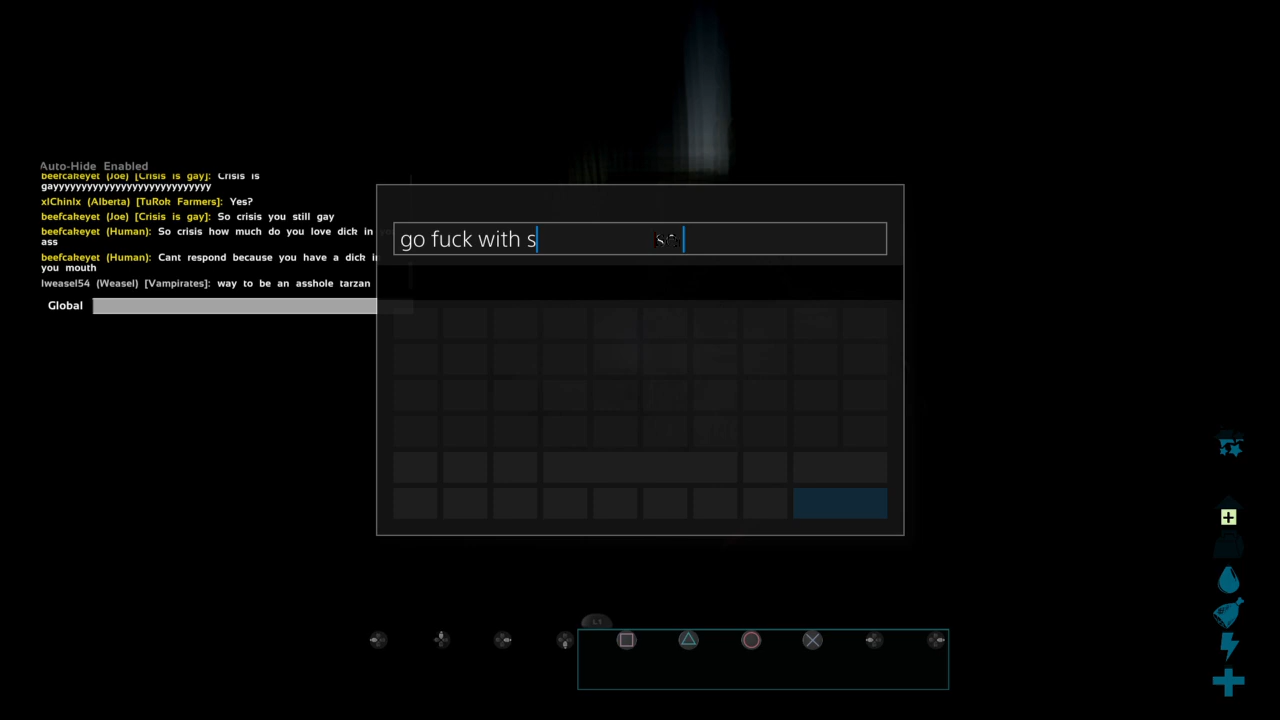 Auto-Hide Enabled
beefcakeyet (Joe) [Crisis is gay]: Crisis is
gayyyyyyyyyyyyyyyyyyyyyyyyyyyy
xIChinIx (Alberta) [TuRok Farmers]: Yes?
beefcakeyet (Joe) [Crisis is gay]: So crisis you still gay
beefcakeyet (Human): So crisis how much do you love dick in
ass
beefcakeyet (Human): Cant respond because you have a dick in
you mouth
lweasel54 (Weasel) [Vampirates]: way to be an asshole tarzan
Global
go fuck with s
L1